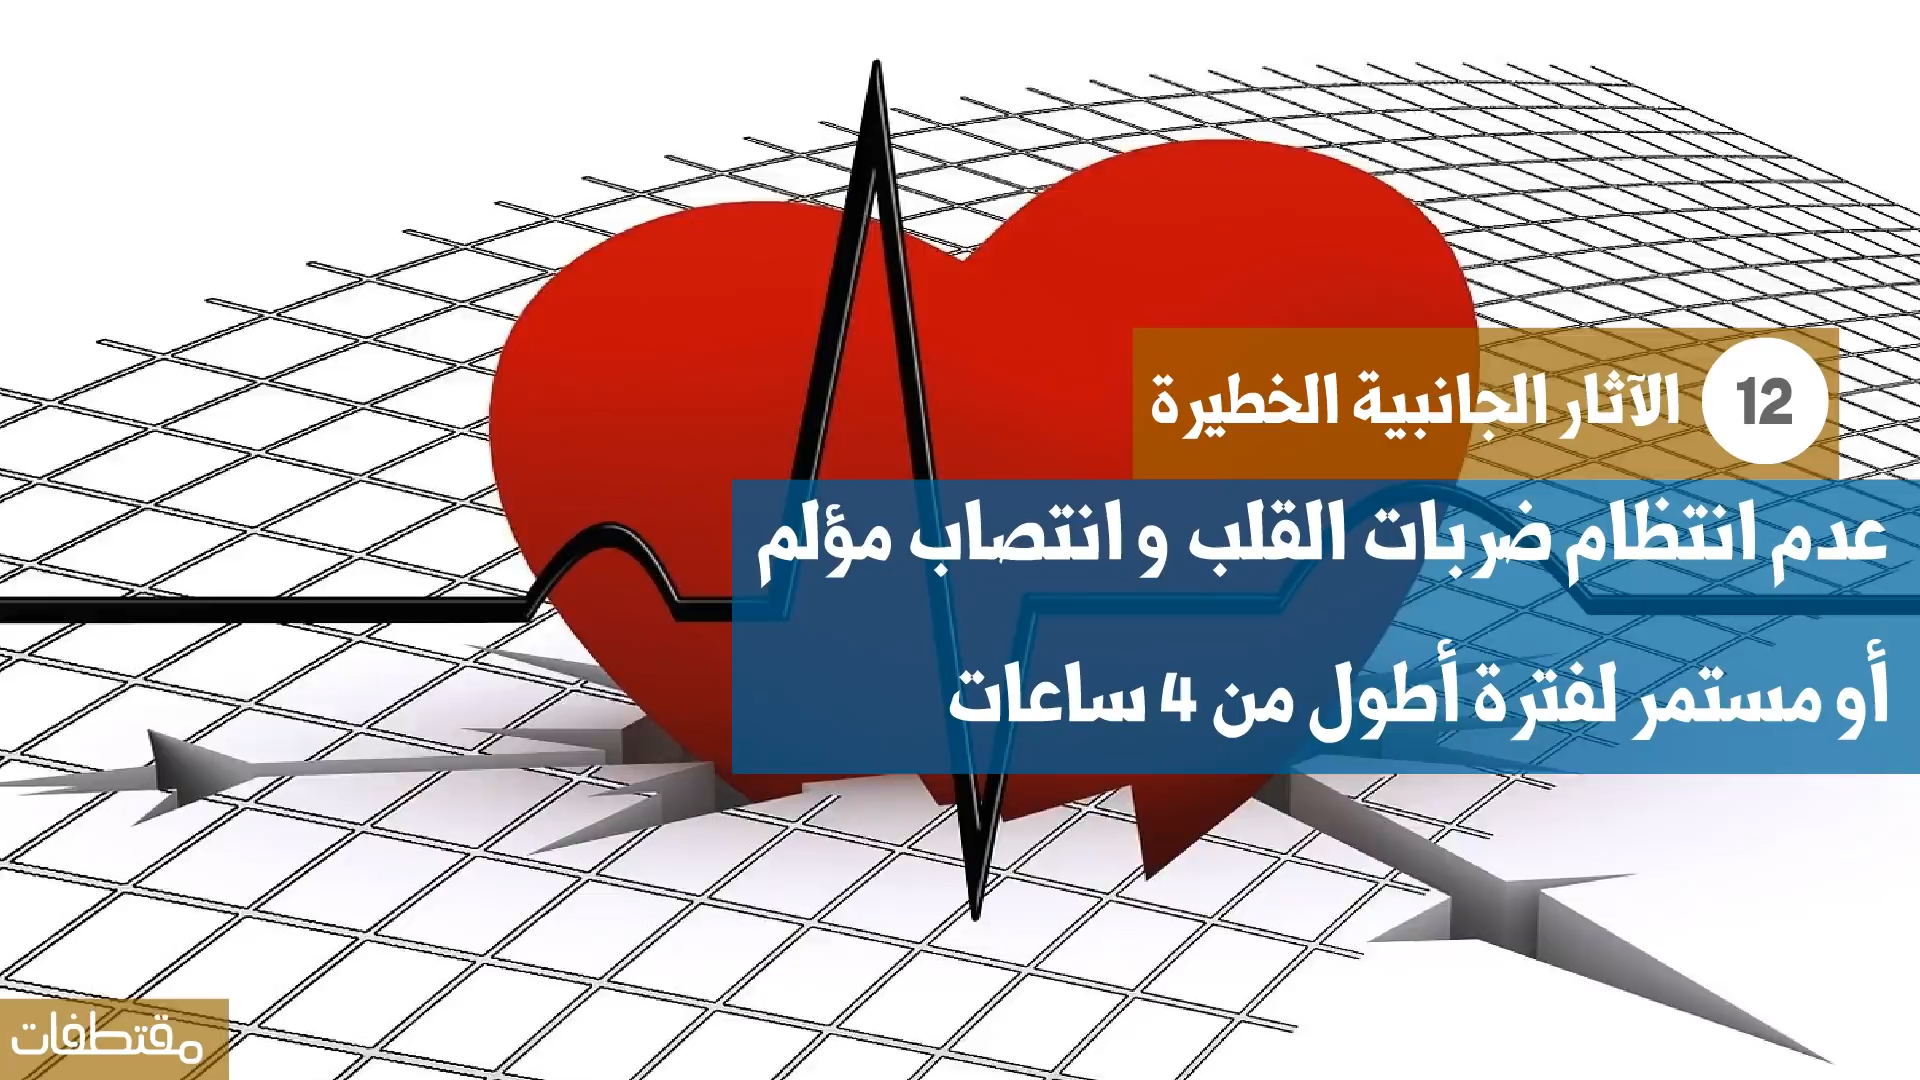 12 الآثار الجانبية الخطيرة
عدم انتظام ضربات القلب و انتصاب مؤلم
أو مستمر لفترة أطول من 4 ساعات
مقتطفات